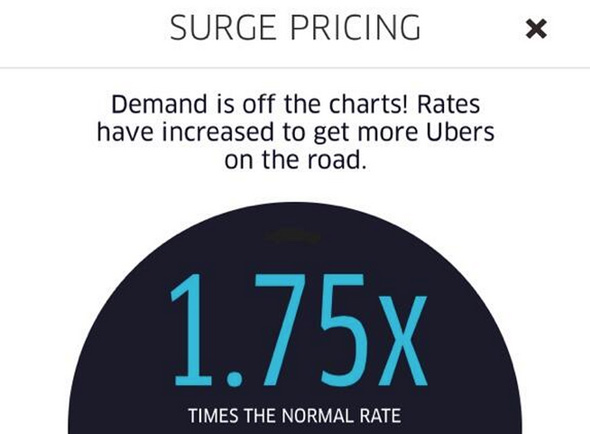 SURGE PRICING
Demand is off the charts! Rates
have increased to get more Ubers
on the road.
1.75x
TIMES THE NORMAL RATE